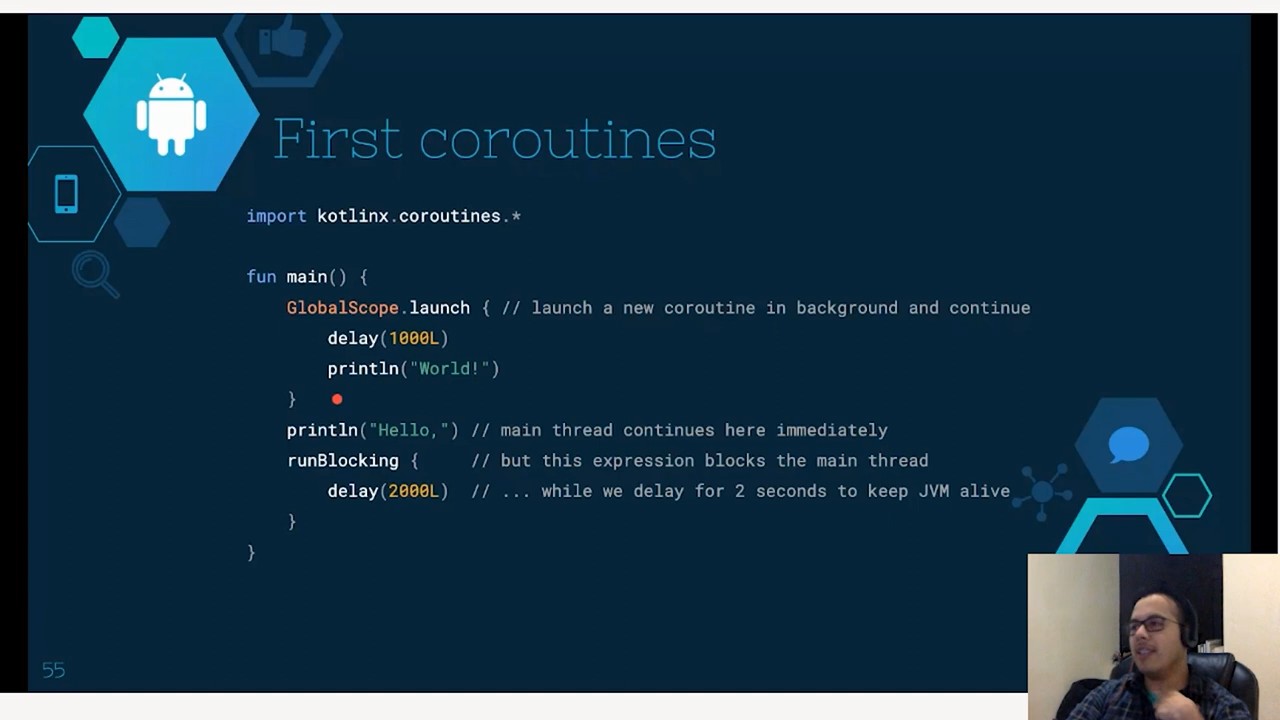 First coroutines
import kotlinx.coroutines.*
fun main() {
GlobalScope.launch { // launch a new coroutine in background and continue
delay(1000L)
println("World!")
}
println("Hello,") // main thread continues here immediately
runBlocking { // but this expression blocks the main thread
delay(2000L) // ... while we delay for 2 seconds to keep JVM alive
}
}
55